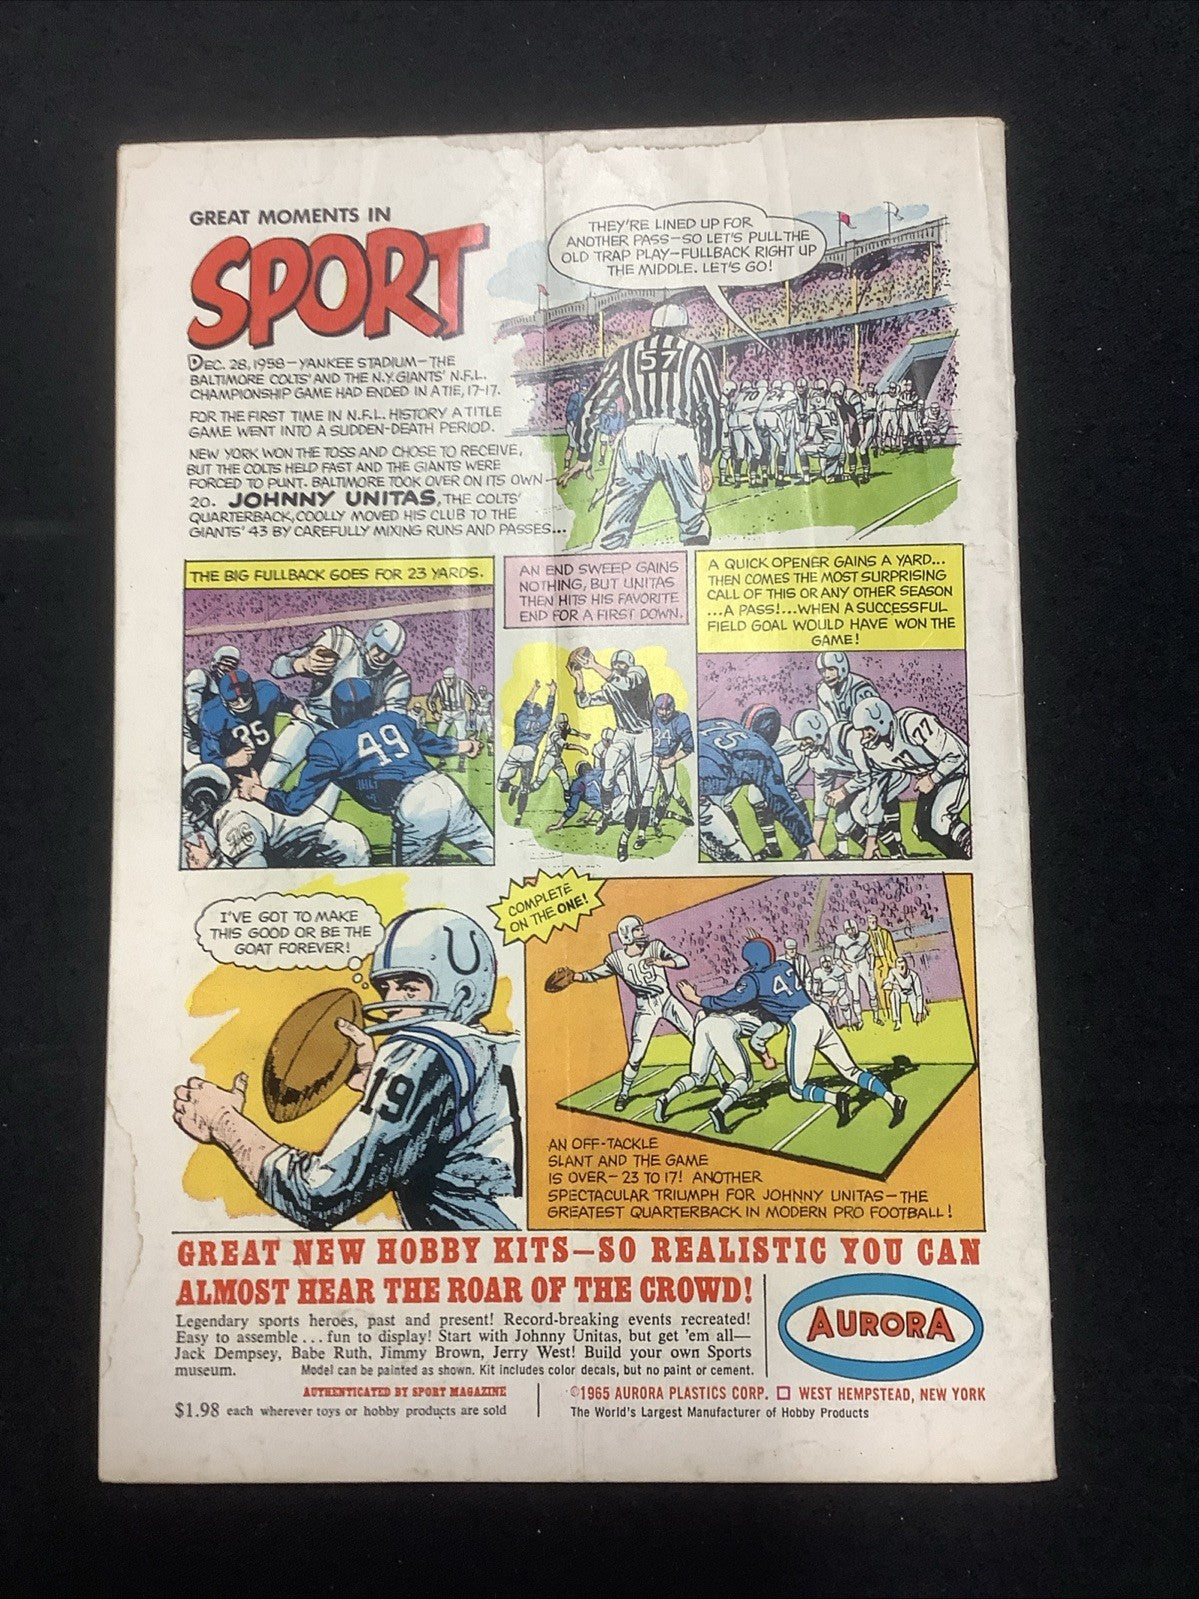 GREAT MOMENTS IN
SPORT
DEC. 28, 1958—YANKEE STADIUM—THE
BALTIMORE COLTS' AND THE N.Y. GIANTS' N.F.L.
CHAMPIONSHIP GAME HAD ENDED IN A TIE, 17-17.
FOR THE FIRST TIME IN N.F.L. HISTORY A TITLE
GAME WENT INTO A SUDDEN-DEATH PERIOD.
NEW YORK WON THE TOSS AND CHOSE TO RECEIVE,
BUT THE COLTS HELD FAST AND THE GIANTS WERE
FORCED TO PUNT. BALTIMORE TOOK OVER ON ITS OWN
20. JOHNNY UNITAS, THE COLTS'
QUARTERBACK, COOLLY MOVED HIS CLUB TO THE
GIANTS' 43 BY CAREFULLY MIXING RUNS AND PASSES...
THEY'RE LINED UP FOR
ANOTHER PASS—SO LET'S PULL THE
OLD TRAP PLAY—FULLBACK RIGHT UP
THE MIDDLE. LET'S GO!
57
70
24
THE BIG FULLBACK GOES FOR 23 YARDS.
35
49
76
AN END SWEEP GAINS
NOTHING, BUT UNITAS
THEN HITS HIS FAVORITE
END FOR A FIRST DOWN.
84
A QUICK OPENER GAINS A YARD...
THEN COMES THE MOST SURPRISING
CALL OF THIS OR ANY OTHER SEASON
...A PASS!...WHEN A SUCCESSFUL
FIELD GOAL WOULD HAVE WON THE
GAME!
75
77
I'VE GOT TO MAKE
THIS GOOD OR BE THE
GOAT FOREVER!
19
COMPLETE
ON THE ONE!
19
42
AN OFF-TACKLE
SLANT AND THE GAME
IS OVER—23 TO 17! ANOTHER
SPECTACULAR TRIUMPH FOR JOHNNY UNITAS—THE
GREATEST QUARTERBACK IN MODERN PRO FOOTBALL!
GREAT NEW HOBBY KITS—SO REALISTIC YOU CAN
ALMOST HEAR THE ROAR OF THE CROWD!
Legendary sports heroes, past and present! Record-breaking events recreated!
Easy to assemble...fun to display! Start with Johnny Unitas, but get 'em all—
Jack Dempsey, Babe Ruth, Jimmy Brown, Jerry West! Build your own Sports
museum. Model can be painted as shown. Kit includes color decals, but no paint or cement.
AURORA
AUTHENTICATED BY SPORT MAGAZINE
$1.98 each wherever toys or hobby products are sold
©1965 AURORA PLASTICS CORP. □ WEST HEMPSTEAD, NEW YORK
The World's Largest Manufacturer of Hobby Products